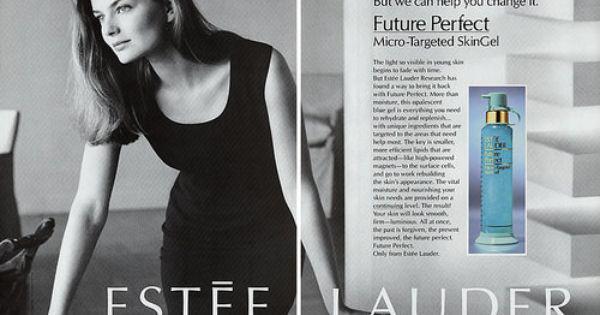 But we can help you change it.
Future Perfect
Micro-Targeted SkinGel
The light so visible in young skin
begins to fade with time.
But Estée Lauder Research has
found a way to bring it back
with Future Perfect. More than
moisture, this opalescent
blue gel is everything you need
to rehydrate and replenish...
with unique ingredients that are
targeted to the areas that need
help most. The key is smaller,
more efficient lipids that are
attracted—like high-powered
magnets—to the surface cells,
and go to work rebuilding
the skin's appearance. The vital
moisture and nourishing your
skin needs are provided on a
continuing level. The result?
Your skin will look smooth,
firm—luminous. All at once,
the past is forgiven, the present
improved, the future perfect.
Future Perfect.
Only from Estée Lauder.
LAUDER
ESTĒE LAUDER